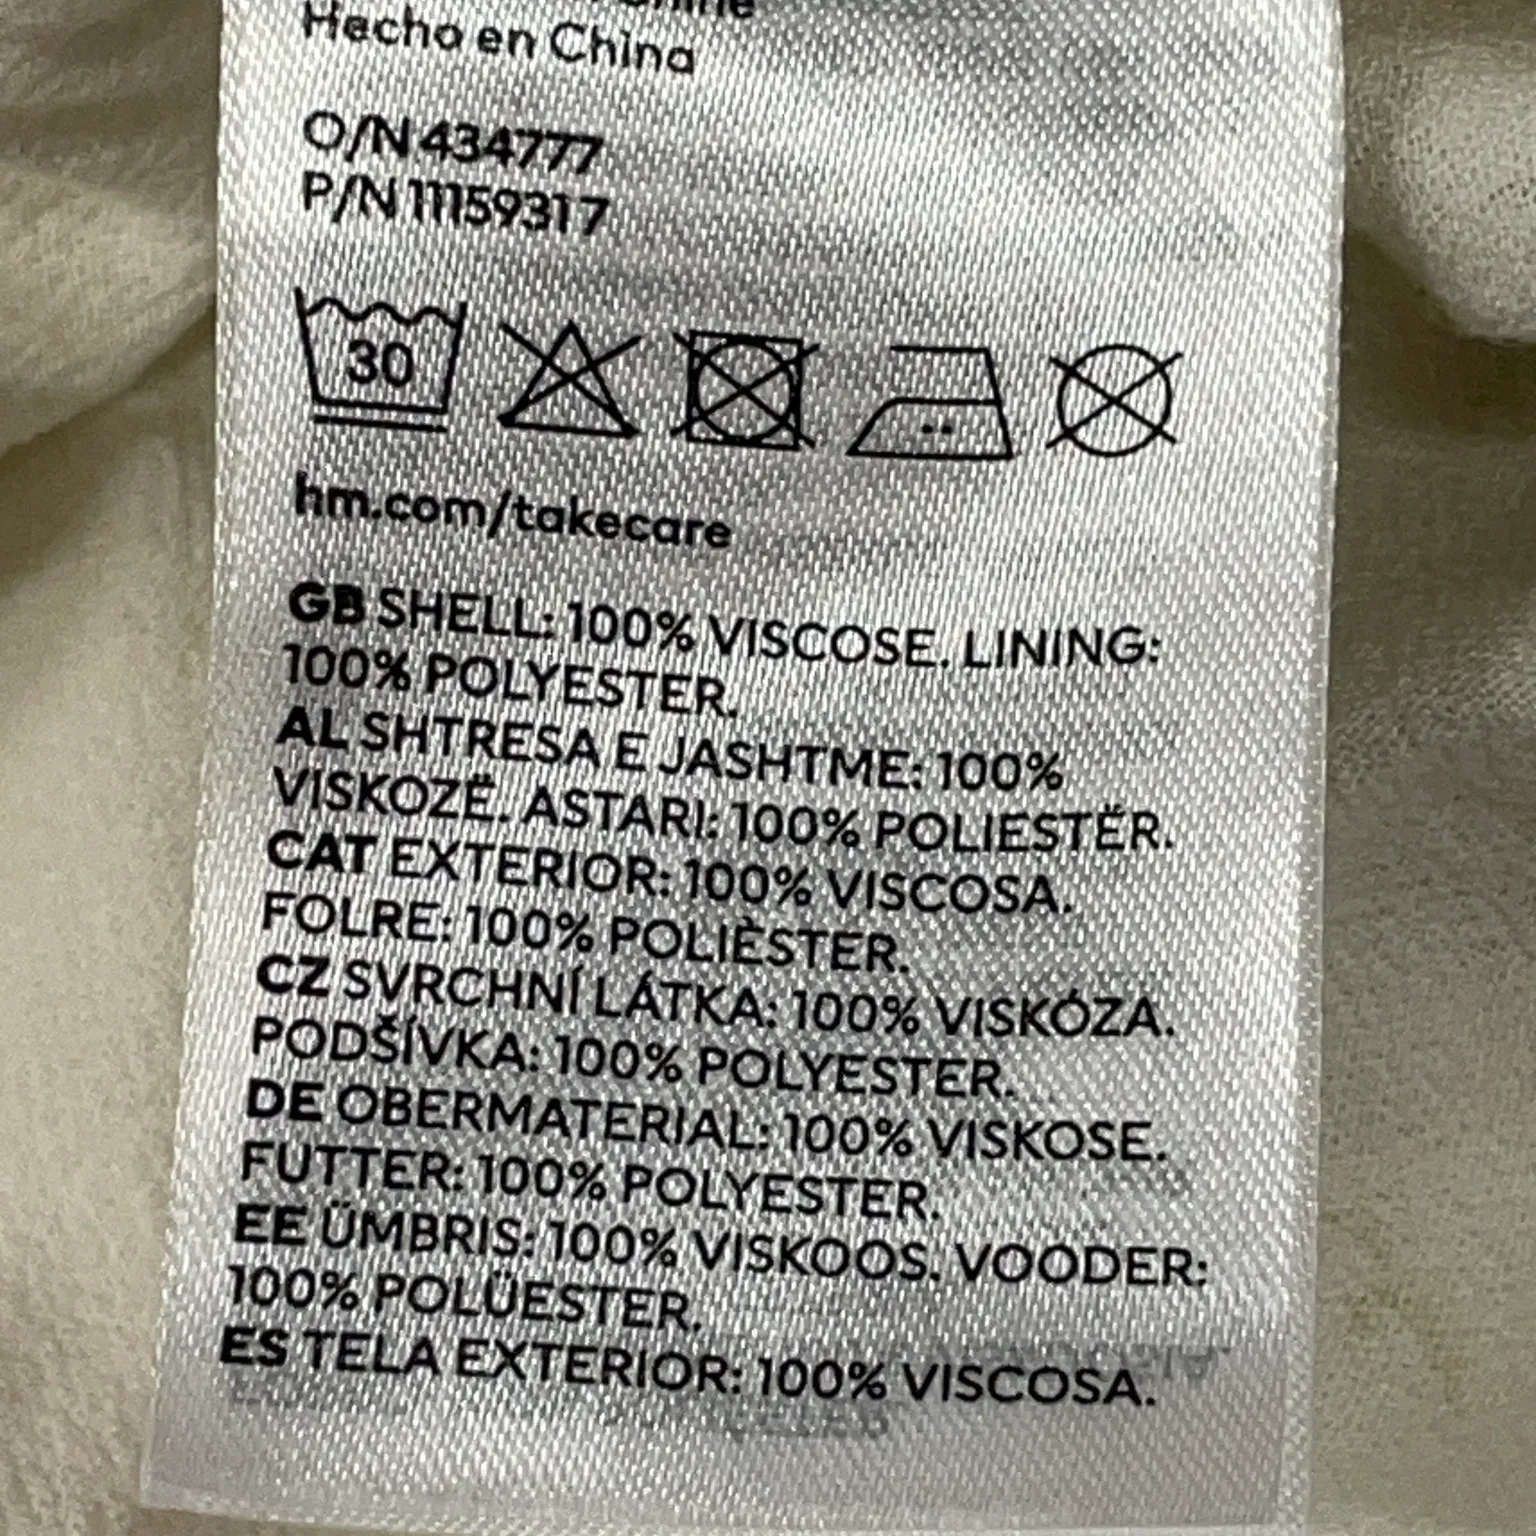 Hecho en China
O/N 434777
P/N 11159317
30
hm.com/takecare
GB SHELL: 100% VISCOSE. LINING:
100% POLYESTER.
AL SHTRESA E JASHTME: 100%
VISKOZË. ASTARI: 100% POLIESTËR.
CAT EXTERIOR: 100% VISCOSA.
FOLRE: 100% POLIÈSTER.
CZ SVRCHNÍ LÁTKA: 100% VISKÓZA.
PODŠÍVKA: 100% POLYESTER.
DE OBERMATERIAL: 100% VISKOSE.
FUTTER: 100% POLYESTER.
EE ÜMBRIS: 100% VISKOOS. VOODER:
100% POLÜESTER.
ES TELA EXTERIOR: 100% VISCOSA.